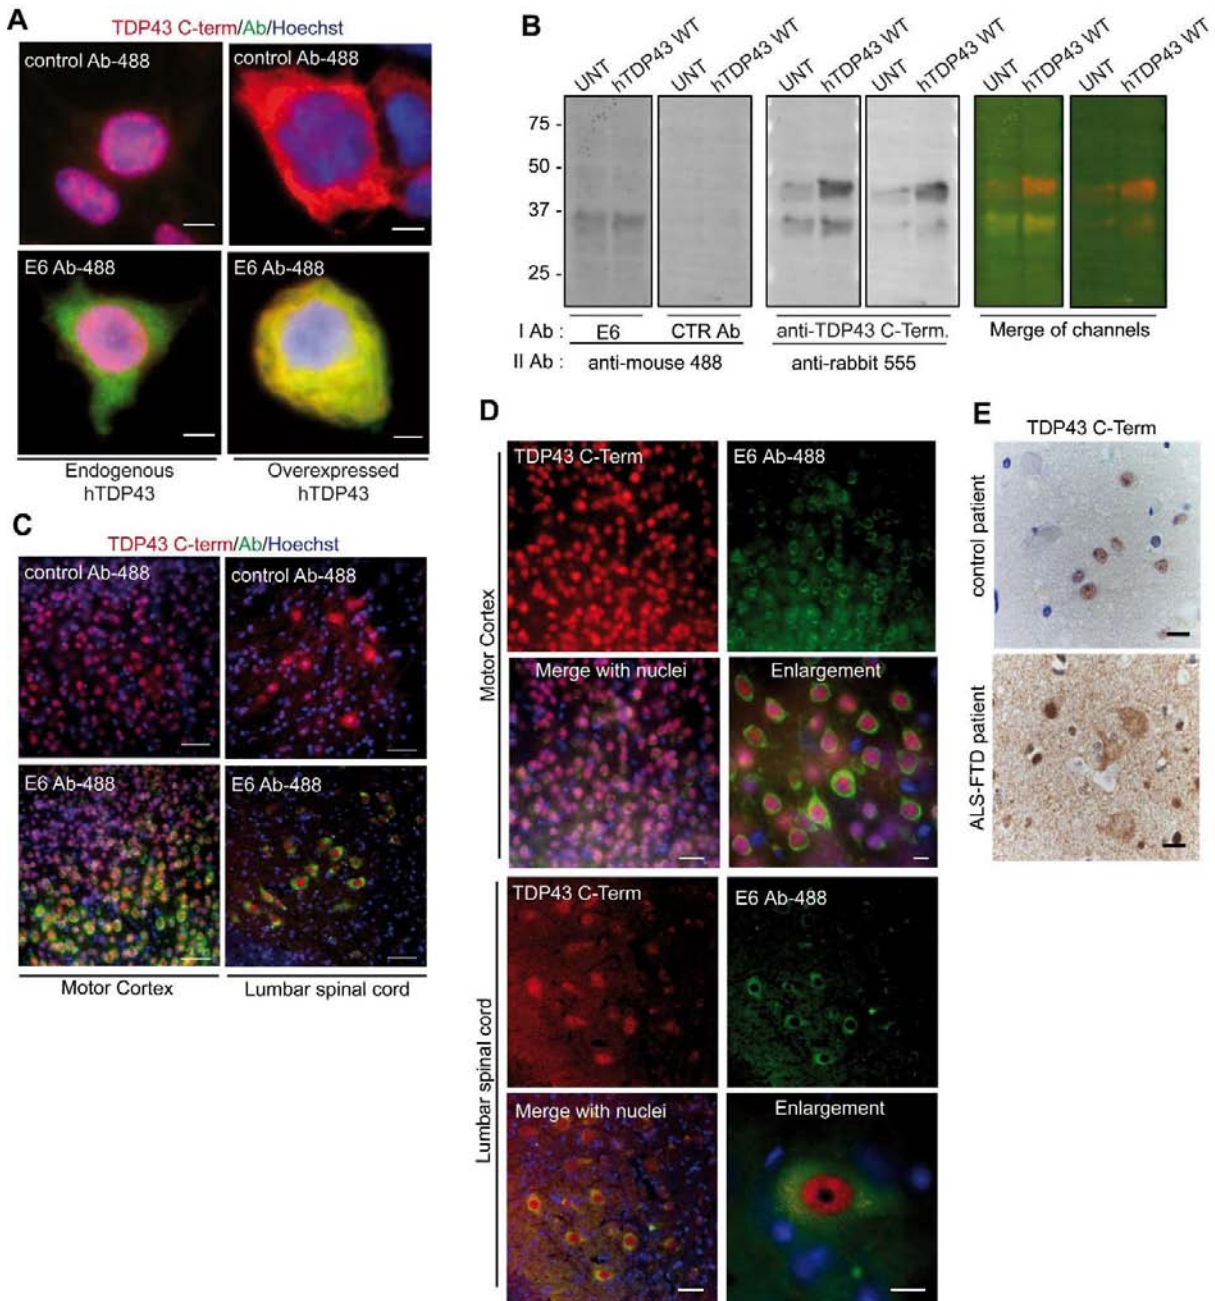 A
TDP43 C-term/Ab/Hoechst
control Ab-488
control Ab-488
E6 Ab-488
E6 Ab-488
Endogenous
hTDP43
Overexpressed
hTDP43
B
UNT
hTDP43 WT
UNT
hTDP43 WT
UNT
hTDP43 WT
UNT
hTDP43 WT
UNT
hTDP43 WT
UNT
hTDP43 WT
75 -
50 -
37 -
25 -
I Ab : E6 CTR Ab anti-TDP43 C-Term. Merge of channels
II Ab : anti-mouse 488 anti-rabbit 555
C
TDP43 C-term/Ab/Hoechst
control Ab-488
control Ab-488
E6 Ab-488
E6 Ab-488
Motor Cortex
Lumbar spinal cord
D
Motor Cortex
TDP43 C-Term
E6 Ab-488
Merge with nuclei
Enlargement
Lumbar spinal cord
TDP43 C-Term
E6 Ab-488
Merge with nuclei
Enlargement
E
TDP43 C-Term
control patient
ALS-FTD patient